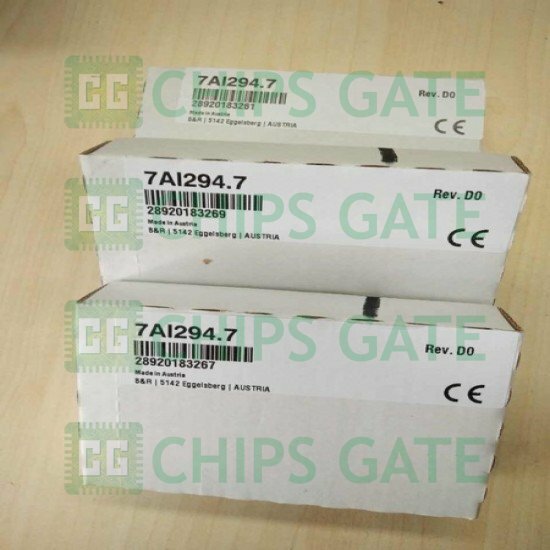 7AI294.7
Rev. D0
28920183261
Made in Austria
B&R | 5142 Eggelsberg | AUSTRIA
CE
7AI294.7
Rev. D0
28920183269
Made in Austria
B&R | 5142 Eggelsberg | AUSTRIA
CE
7AI294.7
Rev. D0
28920183267
Made in Austria
B&R | 5142 Eggelsberg | AUSTRIA
CE
CG CHIPS GATE
CG CHIPS GATE
CG CHIPS GATE
CG CHIPS GATE